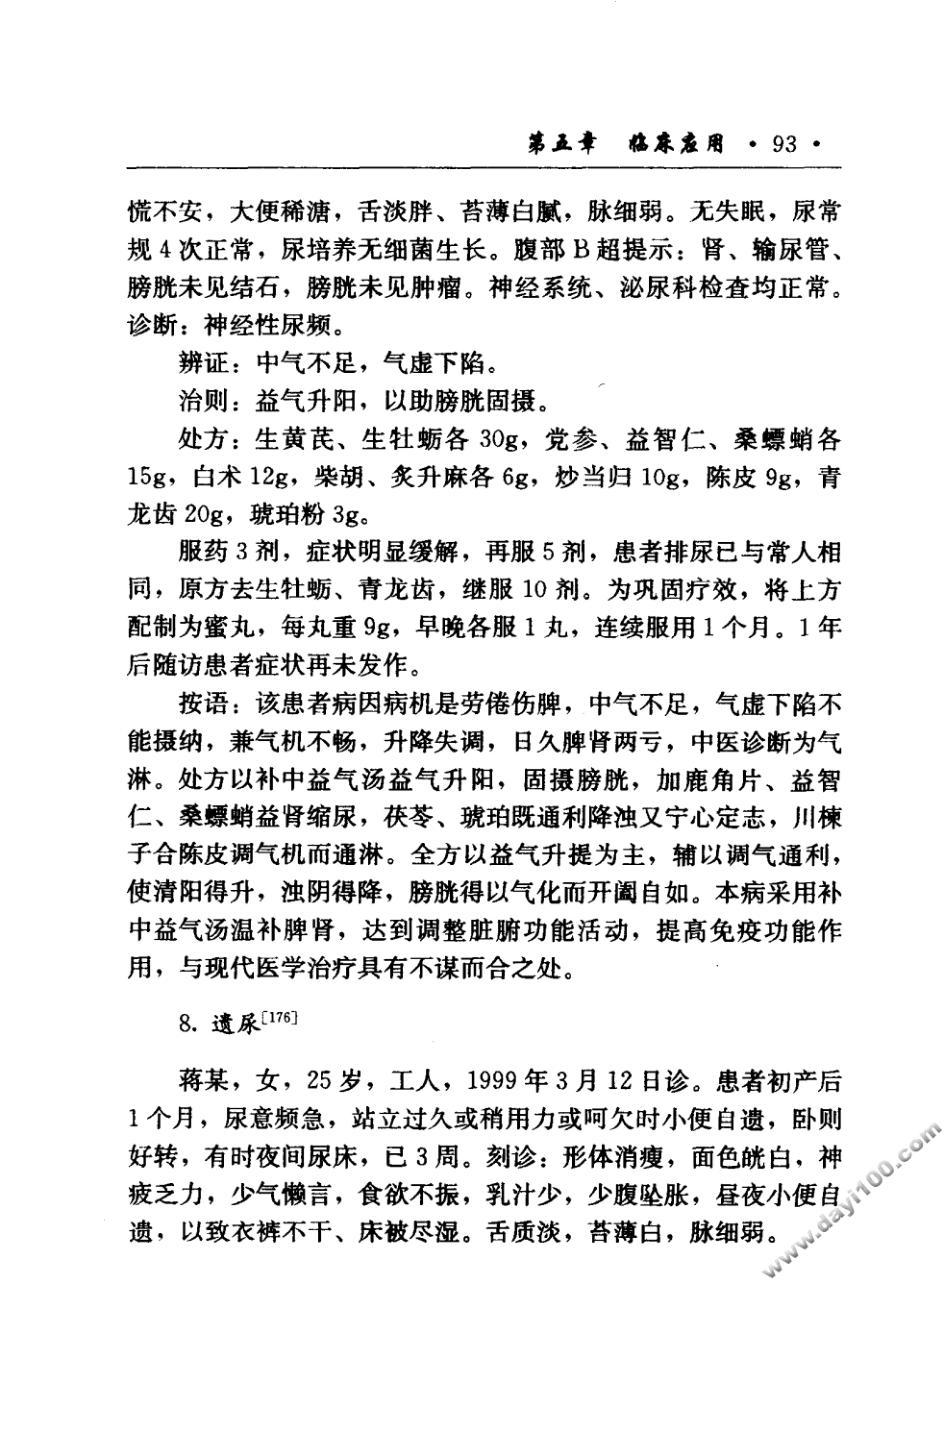 第五章 临床应用 · 93 ·
慌不安，大便稀溏，舌淡胖、苔薄白腻，脉细弱。无失眠，尿常
规 4 次正常，尿培养无细菌生长。腹部 B 超提示：肾、输尿管、
膀胱未见结石，膀胱未见肿瘤。神经系统、泌尿科检查均正常。
诊断：神经性尿频。
辨证：中气不足，气虚下陷。
治则：益气升阳，以助膀胱固摄。
处方：生黄芪、生牡蛎各 30g，党参、益智仁、桑螵蛸各
15g，白术 12g，柴胡、炙升麻各 6g，炒当归 10g，陈皮 9g，青
龙齿 20g，琥珀粉 3g。
服药 3 剂，症状明显缓解，再服 5 剂，患者排尿已与常人相
同，原方去生牡蛎、青龙齿，继服 10 剂。为巩固疗效，将上方
配制为蜜丸，每丸重 9g，早晚各服 1 丸，连续服用 1 个月。1 年
后随访患者症状再未发作。
按语：该患者病因病机是劳倦伤脾，中气不足，气虚下陷不
能摄纳，兼气机不畅，升降失调，日久脾肾两亏，中医诊断为气
淋。处方以补中益气汤益气升阳，固摄膀胱，加鹿角片、益智
仁、桑螵蛸益肾缩尿，茯苓、琥珀既通利降浊又宁心定志，川楝
子合陈皮调气机而通淋。全方以益气升提为主，辅以调气通利，
使清阳得升，浊阴得降，膀胱得以气化而开阖自如。本病采用补
中益气汤温补脾肾，达到调整脏腑功能活动，提高免疫功能作
用，与现代医学治疗具有不谋而合之处。
8. 遗尿[176]
蒋某，女，25 岁，工人，1999 年 3 月 12 日诊。患者初产后
1 个月，尿意频急，站立过久或稍用力或呵欠时小便自遗，卧则
好转，有时夜间尿床，已 3 周。刻诊：形体消瘦，面色㿠白，神
疲乏力，少气懒言，食欲不振，乳汁少，少腹坠胀，昼夜小便自
遗，以致衣裤不干、床被尽湿。舌质淡，苔薄白，脉细弱。
www.dayi100.com